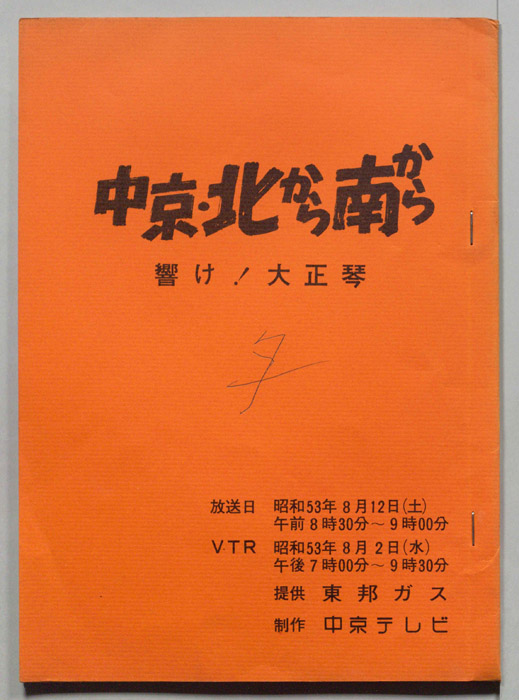 中京・北から南から
響け！大正琴
放送日 昭和53年8月12日(土)
午前8時30分～9時00分
VTR 昭和53年8月2日(水)
午後7時00分～9時30分
提供 東邦ガス
制作 中京テレビ